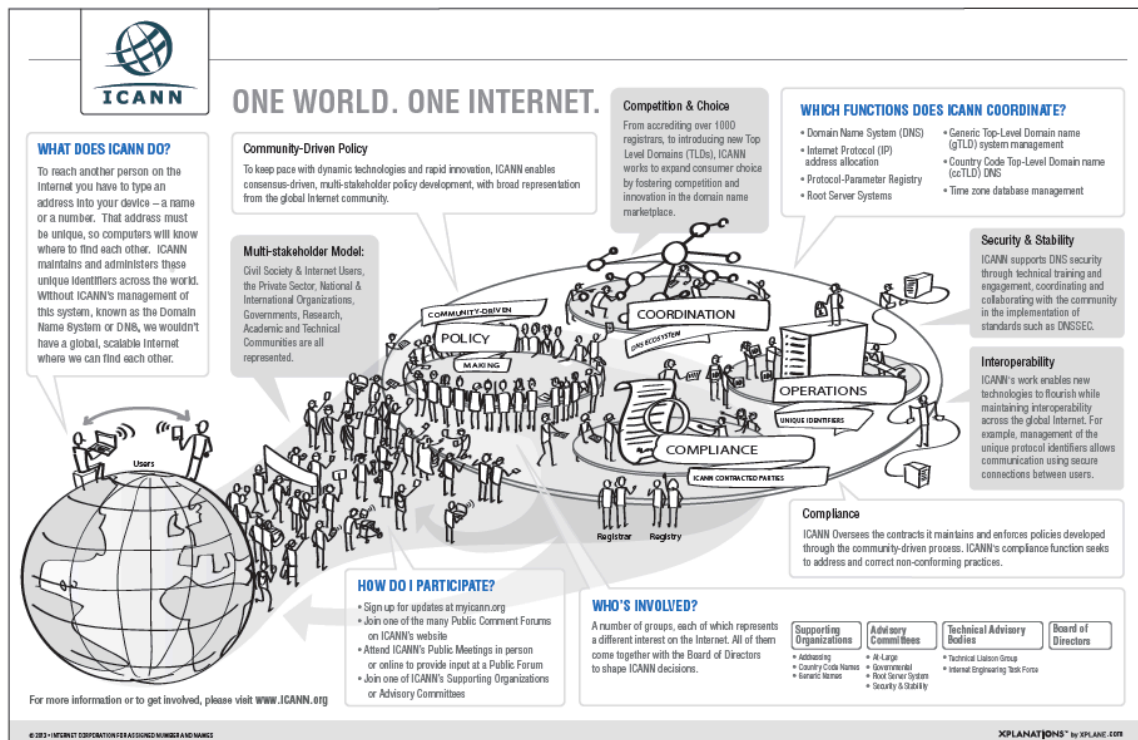 ICANN
ONE WORLD. ONE INTERNET.
WHAT DOES ICANN DO?
To reach another person on the
Internet you have to type an
address into your device – a name
or a number. That address must
be unique, so computers will know
where to find each other. ICANN
maintains and administers these
unique identifiers across the world.
Without ICANN's management of
this system, known as the Domain
Name System or DNS, we wouldn't
have a global, scalable Internet
where we can find each other.
Community-Driven Policy
To keep pace with dynamic technologies and rapid innovation, ICANN enables
consensus-driven, multi-stakeholder policy development, with broad representation
from the global Internet community.
Multi-stakeholder Model:
Civil Society & Internet Users,
the Private Sector, National &
International Organizations,
Governments, Research,
Academic and Technical
Communities are all
represented.
Competition & Choice
From accrediting over 1000
registrars, to introducing new Top
Level Domains (TLDs), ICANN
works to expand consumer choice
by fostering competition and
innovation in the domain name
marketplace.
WHICH FUNCTIONS DOES ICANN COORDINATE?
• Domain Name System (DNS)
• Internet Protocol (IP)
address allocation
• Protocol-Parameter Registry
• Root Server Systems
• Generic Top-Level Domain name
(gTLD) system management
• Country Code Top-Level Domain name
(ccTLD) DNS
• Time zone database management
Security & Stability
ICANN supports DNS security
through technical training and
engagement, coordinating and
collaborating with the community
in the implementation of
standards such as DNSSEC.
Interoperability
ICANN's work enables new
technologies to flourish while
maintaining interoperability
across the global Internet. For
example, management of the
unique protocol identifiers allows
communication using secure
connections between users.
COMMUNITY-DRIVEN
POLICY
MAKING
COORDINATION
DNS ECOSYSTEM
OPERATIONS
UNIQUE IDENTIFIERS
COMPLIANCE
ICANN CONTRACTED PARTIES
Users
Registrar
Registry
Compliance
ICANN Oversees the contracts it maintains and enforces policies developed
through the community-driven process. ICANN's compliance function seeks
to address and correct non-conforming practices.
HOW DO I PARTICIPATE?
• Sign up for updates at myicann.org
• Join one of the many Public Comment Forums
on ICANN's website
• Attend ICANN's Public Meetings in person
or online to provide input at a Public Forum
• Join one of ICANN's Supporting Organizations
or Advisory Committees
WHO'S INVOLVED?
A number of groups, each of which represents
a different interest on the Internet. All of them
come together with the Board of Directors
to shape ICANN decisions.
Supporting
Organizations
• Addressing
• Country Code Names
• Generic Names
Advisory
Committees
• At-Large
• Governmental
• Root Server System
• Security & Stability
Technical Advisory
Bodies
• Technical Liaison Group
• Internet Engineering Task Force
Board of
Directors
For more information or to get involved, please visit www.ICANN.org
© 2013 • INTERNET CORPORATION FOR ASSIGNED NUMBER AND NAMES
XPLANATIONS™ by XPLANE.com